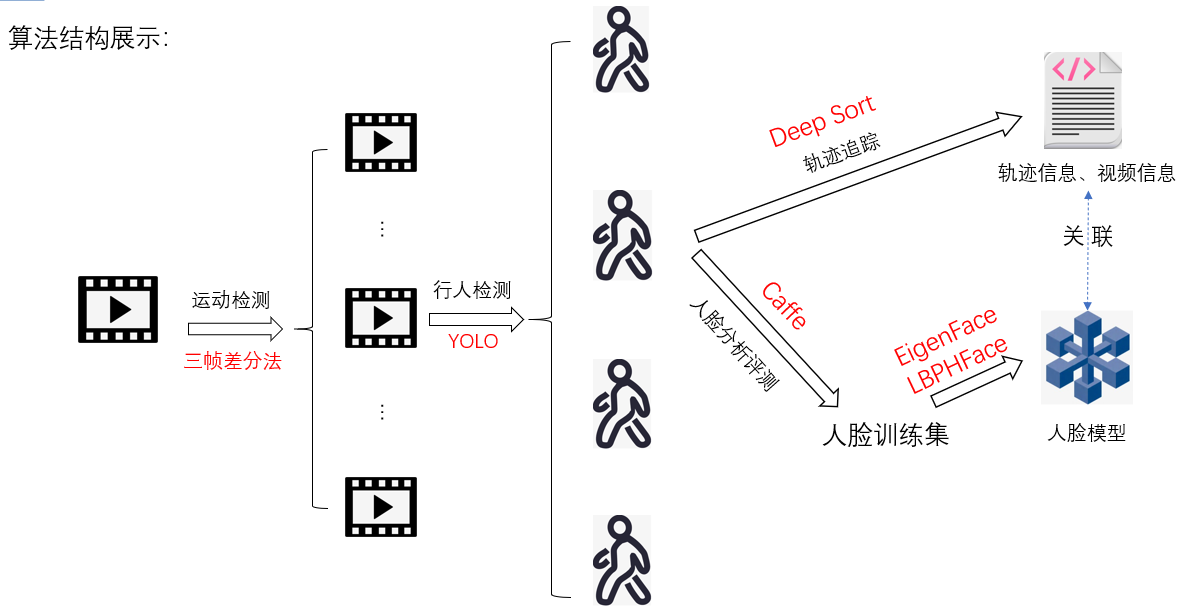 算法结构展示:
运动检测
三帧差分法
⋮
⋮
行人检测
YOLO
Deep Sort
轨迹追踪
Caffe
人脸分析评测
人脸训练集
EigenFace
LBPHFace
</>
轨迹信息、视频信息
关 联
人脸模型